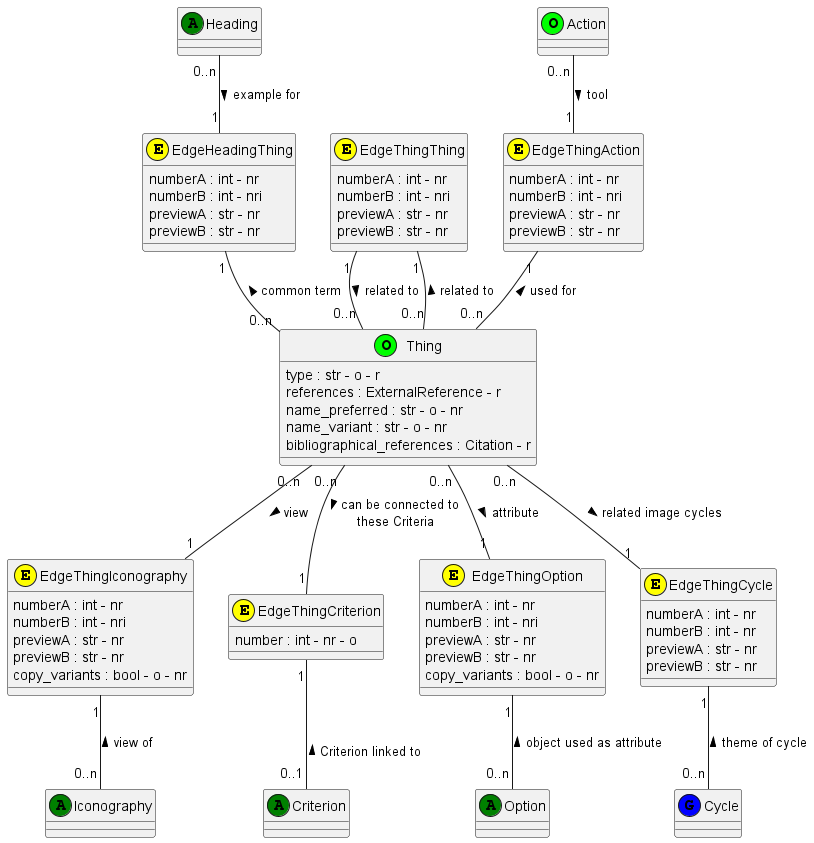 A Heading
O Action
0..n
0..n
example for
tool
1
1
E EdgeHeadingThing
numberA : int - nr
numberB : int - nri
previewA : str - nr
previewB : str - nr
E EdgeThingThing
numberA : int - nr
numberB : int - nri
previewA : str - nr
previewB : str - nr
E EdgeThingAction
numberA : int - nr
numberB : int - nri
previewA : str - nr
previewB : str - nr
1
1
1
1
common term
related to
related to
used for
0..n
0..n
0..n
0..n
O Thing
type : str - o - r
references : ExternalReference - r
name_preferred : str - o - nr
name_variant : str - o - nr
bibliographical_references : Citation - r
0..n
0..n
0..n
0..n
view
can be connected to
these Criteria
attribute
related image cycles
1
1
1
1
E EdgeThingIconography
numberA : int - nr
numberB : int - nri
previewA : str - nr
previewB : str - nr
copy_variants : bool - o - nr
E EdgeThingCriterion
number : int - nr - o
E EdgeThingOption
numberA : int - nr
numberB : int - nri
previewA : str - nr
previewB : str - nr
copy_variants : bool - o - nr
E EdgeThingCycle
numberA : int - nr
numberB : int - nr
previewA : str - nr
previewB : str - nr
1
1
1
1
view of
Criterion linked to
object used as attribute
theme of cycle
0..n
0..1
0..n
0..n
A Iconography
A Criterion
A Option
G Cycle